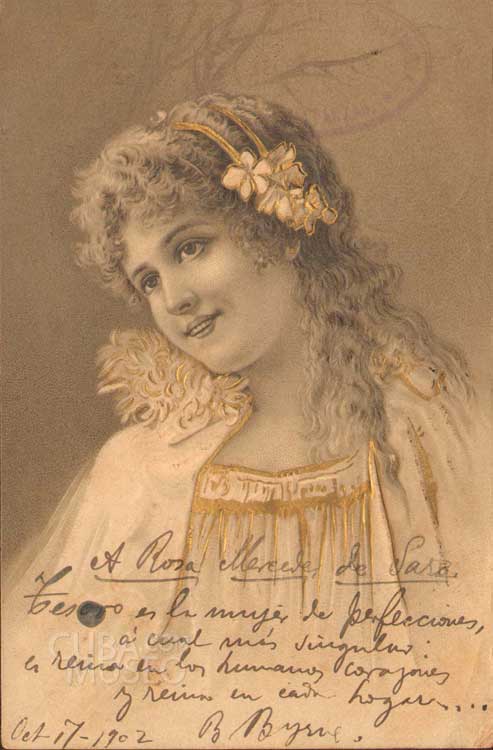 A Rosa Mercedes de Lara
Tesoro es la mujer de perfecciones,
a cual más singular:
es reina en los humanos corazones
y reina en cada hogar....
Oct 17-1902 B. Byrne.
CUBA
MUSEO